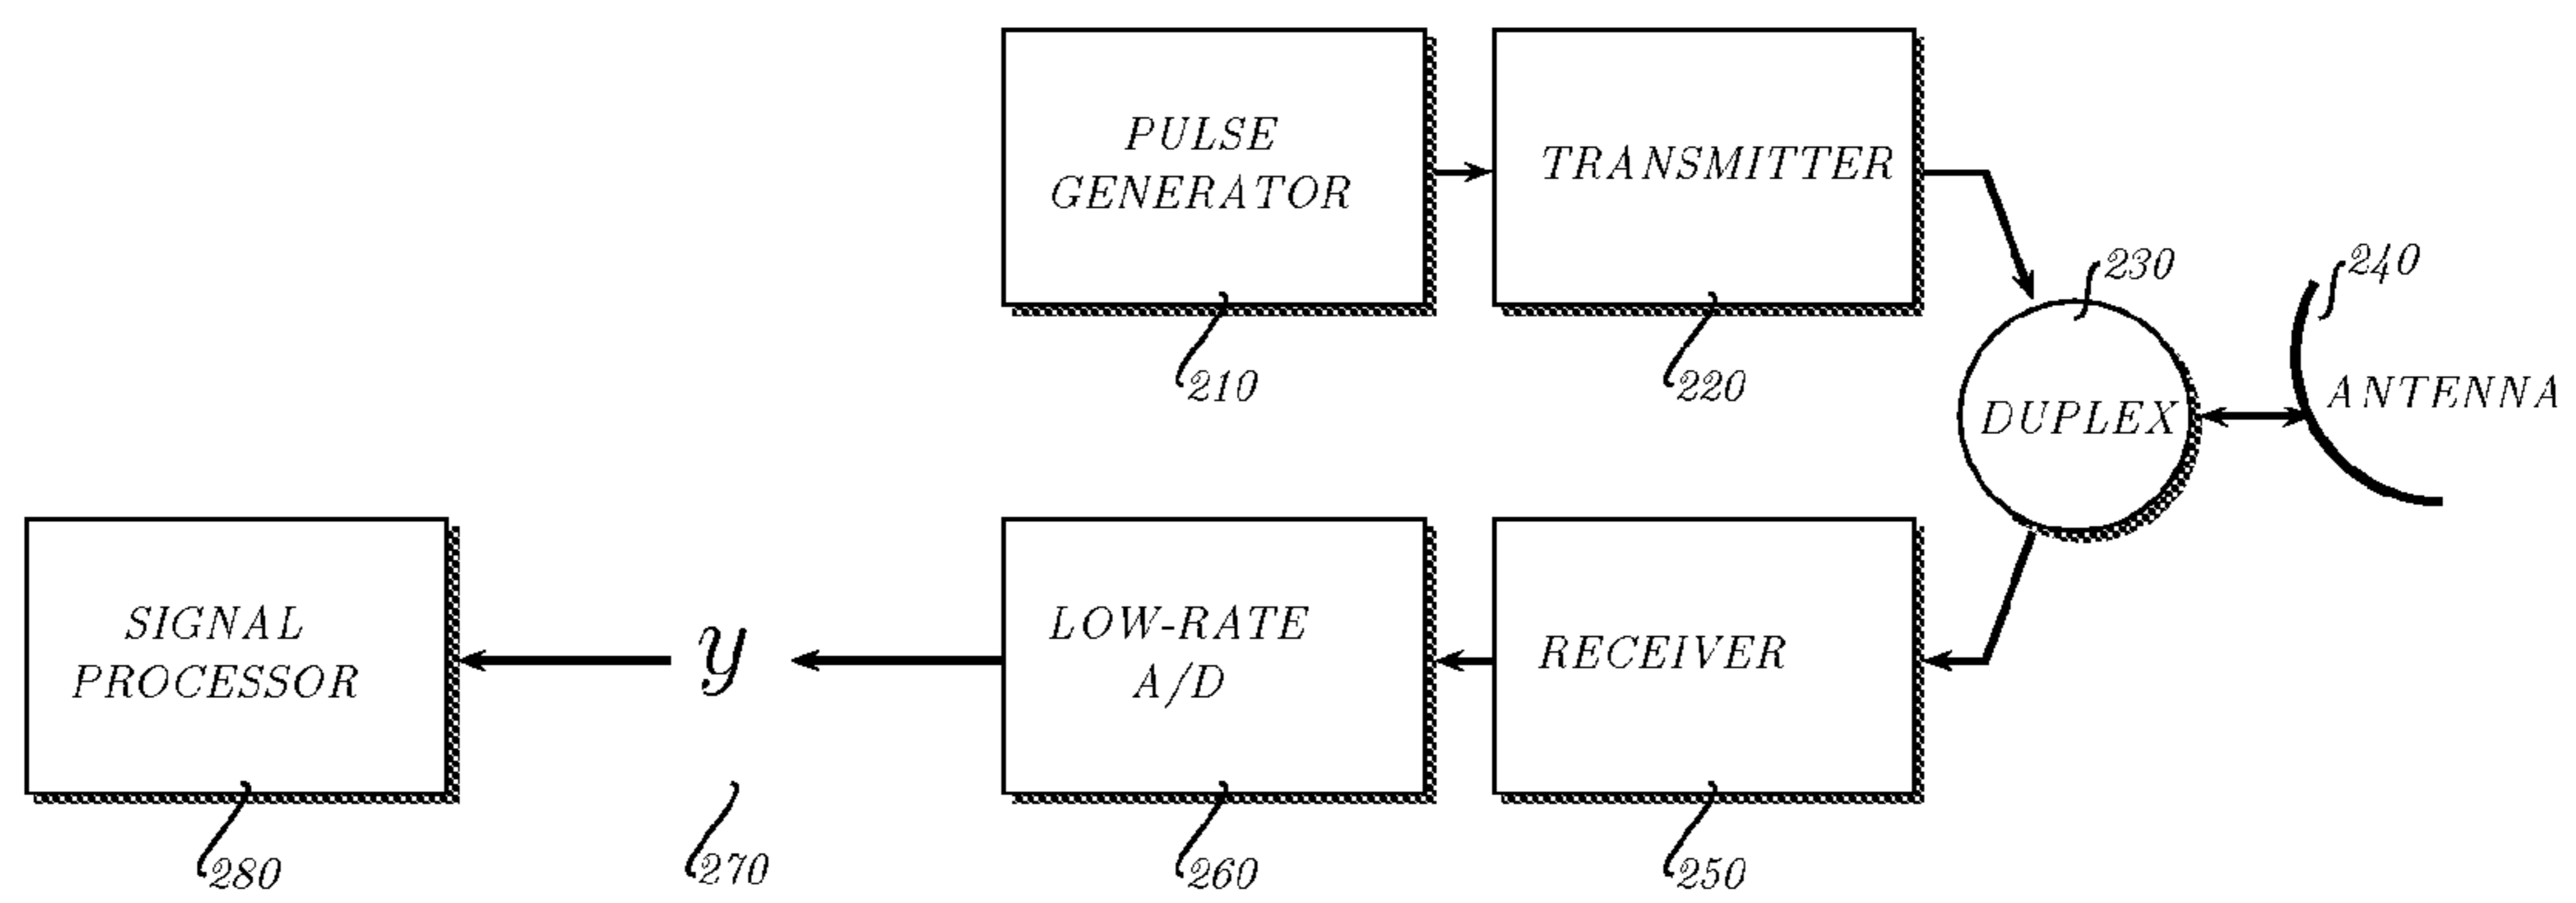 PULSE
GENERATOR
210
TRANSMITTER
220
230
DUPLEX
240
ANTENNA
SIGNAL
PROCESSOR
280
y
270
LOW-RATE
A/D
260
RECEIVER
250